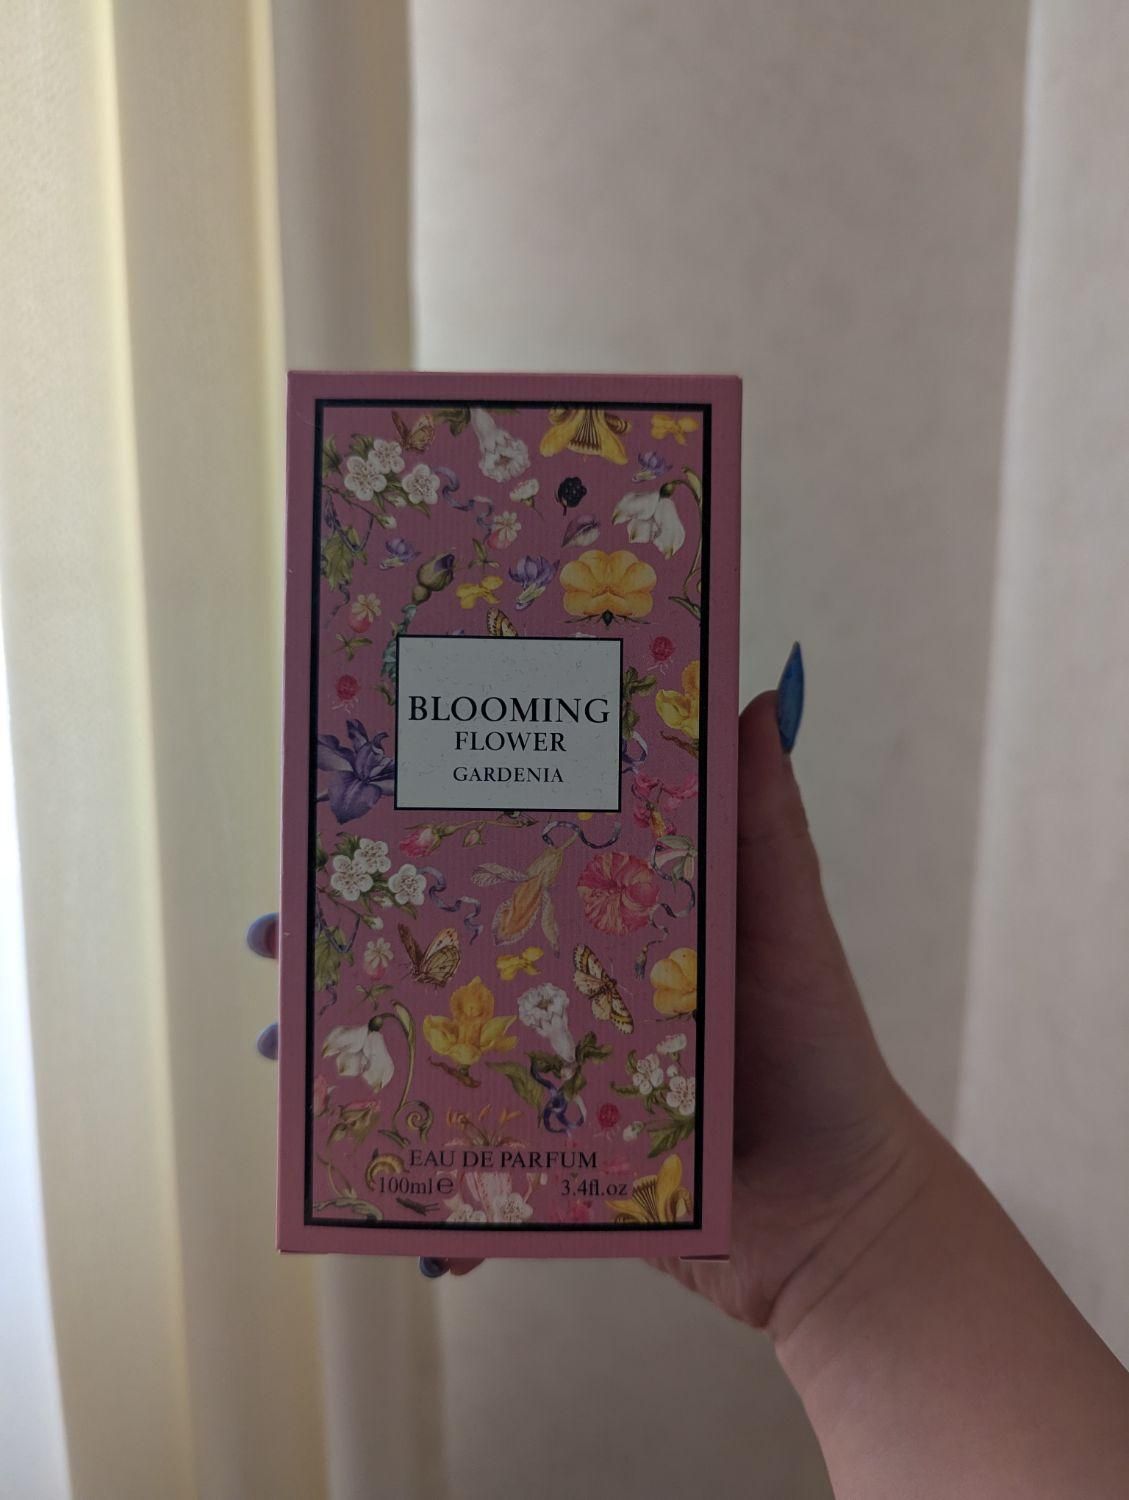 BLOOMING
FLOWER
GARDENIA
EAU DE PARFUM
100ml℮ 3.4fl.oz